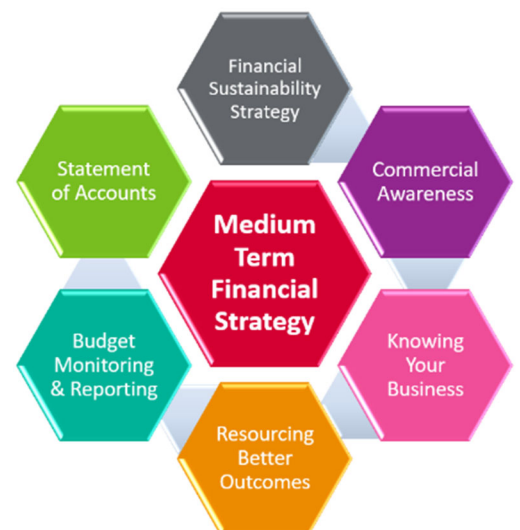 Financial
Sustainability
Strategy
Commercial
Awareness
Knowing
Your
Business
Resourcing
Better
Outcomes
Budget
Monitoring
& Reporting
Statement
of Accounts
Medium
Term
Financial
Strategy